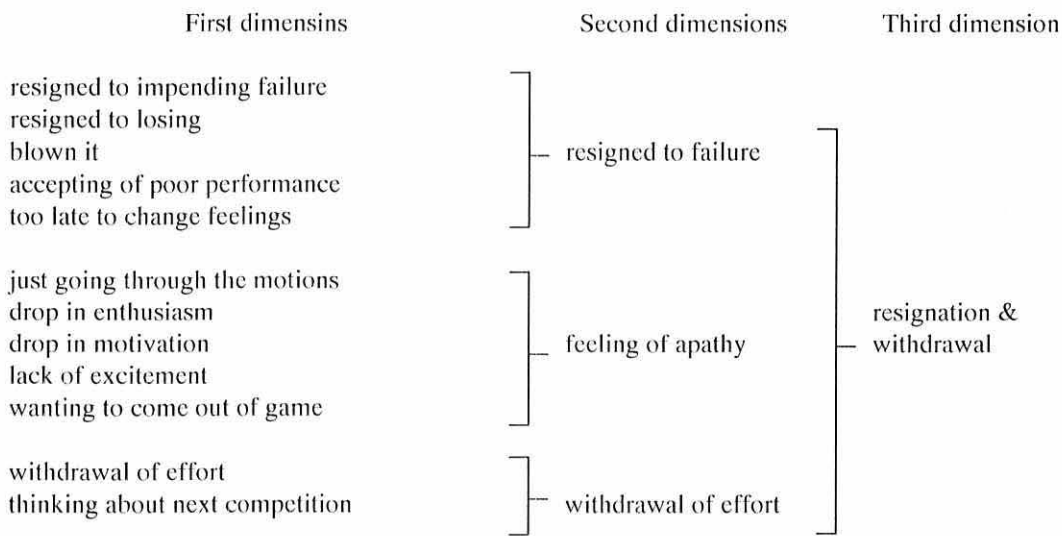 First dimensins Second dimensions Third dimension
resigned to impending failure
resigned to losing
blown it
accepting of poor performance
too late to change feelings
resigned to failure
just going through the motions
drop in enthusiasm
drop in motivation
lack of excitement
wanting to come out of game
feeling of apathy
withdrawal of effort
thinking about next competition
withdrawal of effort
resignation &
withdrawal